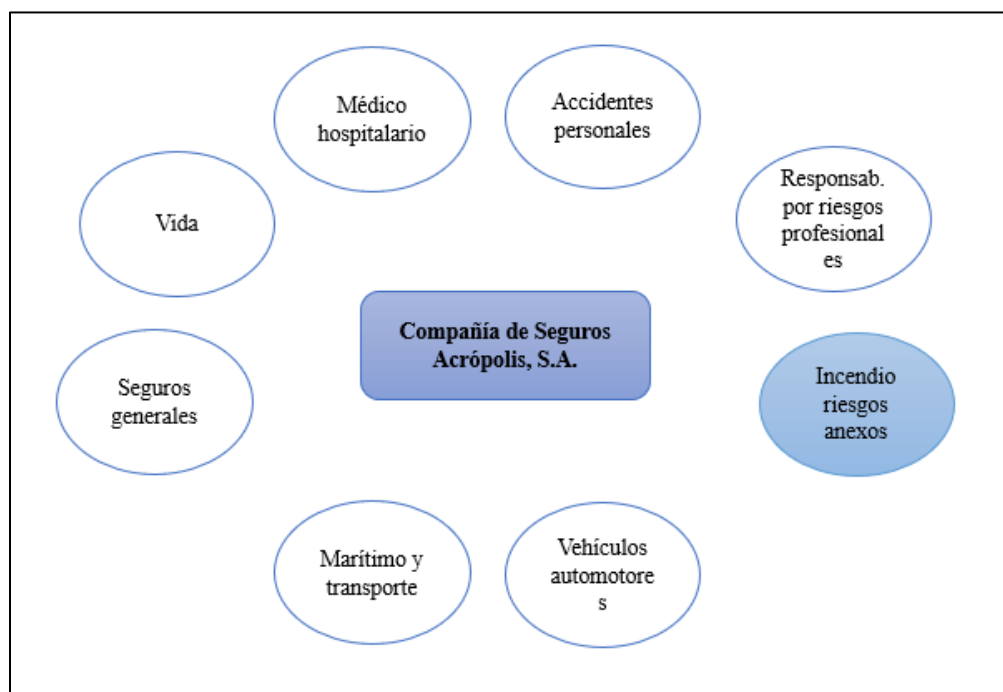 Médico
hospitalario
Accidentes
personales
Vida
Responsab.
por riesgos
profesional
es
Compañía de Seguros
Acrópolis, S.A.
Seguros
generales
Incendio
riesgos
anexos
Marítimo y
transporte
Vehículos
automotore
s